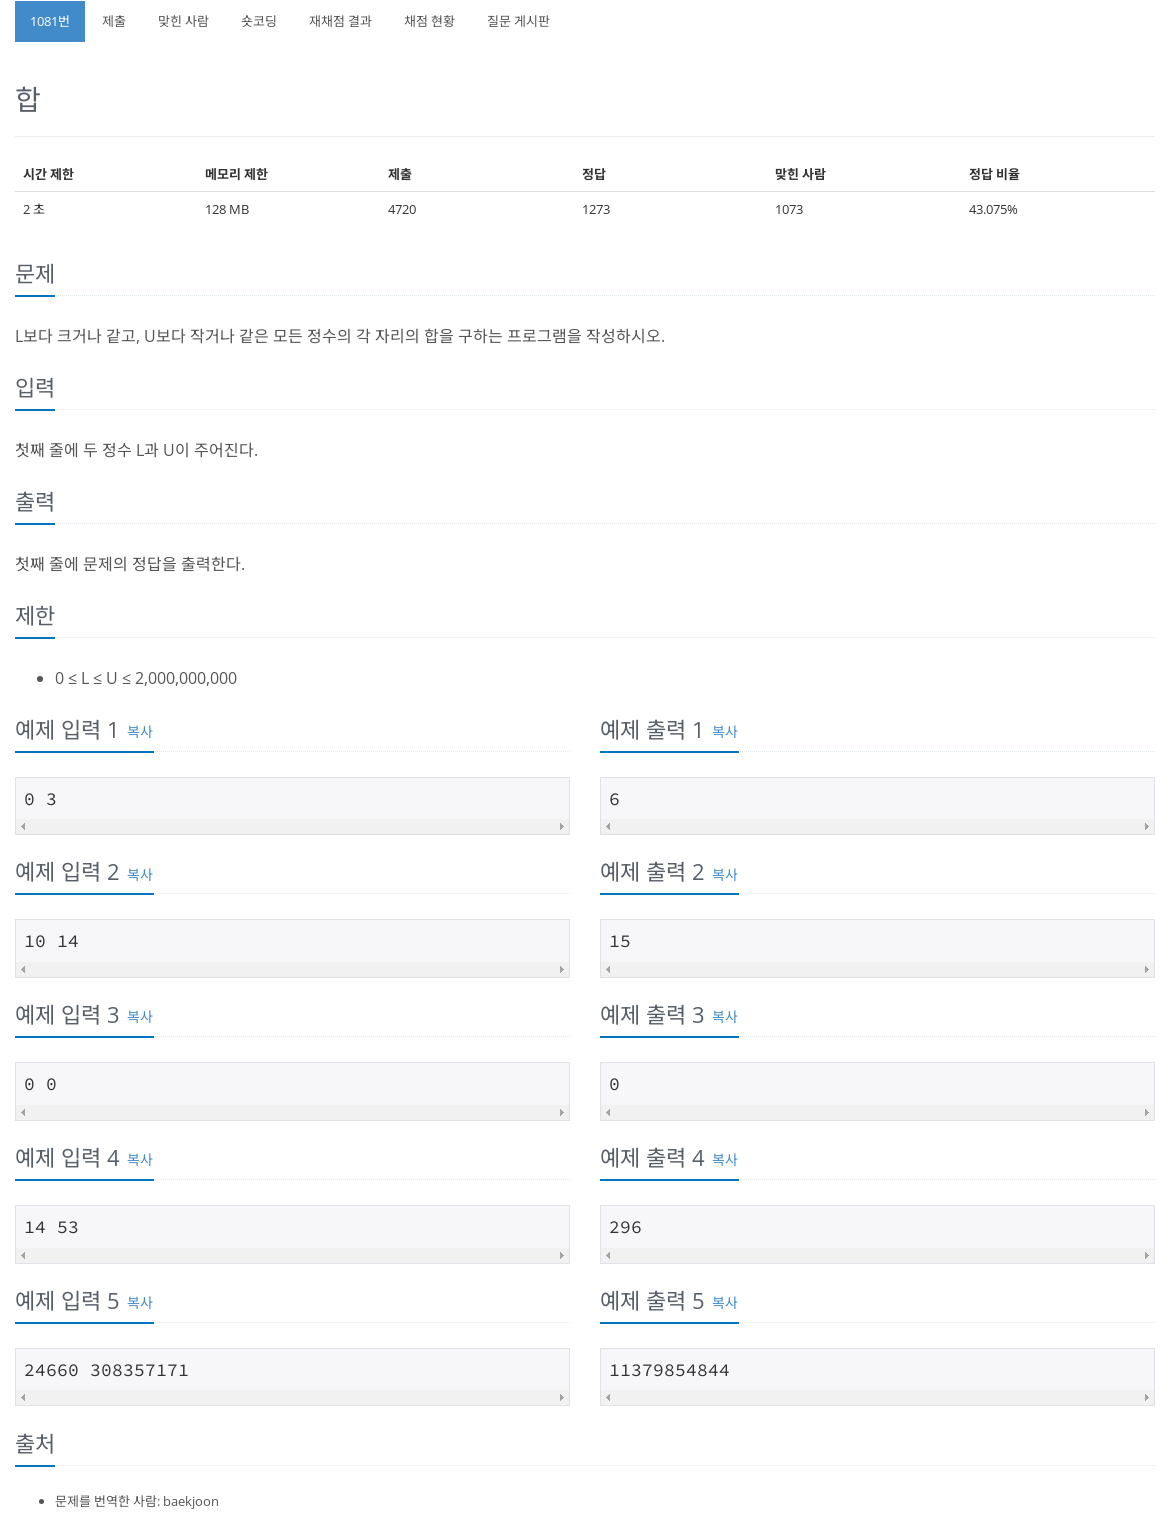 1081번 제출 맞힌 사람 숏코딩 재채점 결과 채점 현황 질문 게시판
합
시간 제한 메모리 제한 제출 정답 맞힌 사람 정답 비율
2 초 128 MB 4720 1273 1073 43.075%
문제
L보다 크거나 같고, U보다 작거나 같은 모든 정수의 각 자리의 합을 구하는 프로그램을 작성하시오.
입력
첫째 줄에 두 정수 L과 U이 주어진다.
출력
첫째 줄에 문제의 정답을 출력한다.
제한
• 0 ≤ L ≤ U ≤ 2,000,000,000
예제 입력 1 복사 예제 출력 1 복사
0 3 6
예제 입력 2 복사 예제 출력 2 복사
10 14 15
예제 입력 3 복사 예제 출력 3 복사
0 0 0
예제 입력 4 복사 예제 출력 4 복사
14 53 296
예제 입력 5 복사 예제 출력 5 복사
24660 308357171 11379854844
출처
• 문제를 번역한 사람: baekjoon